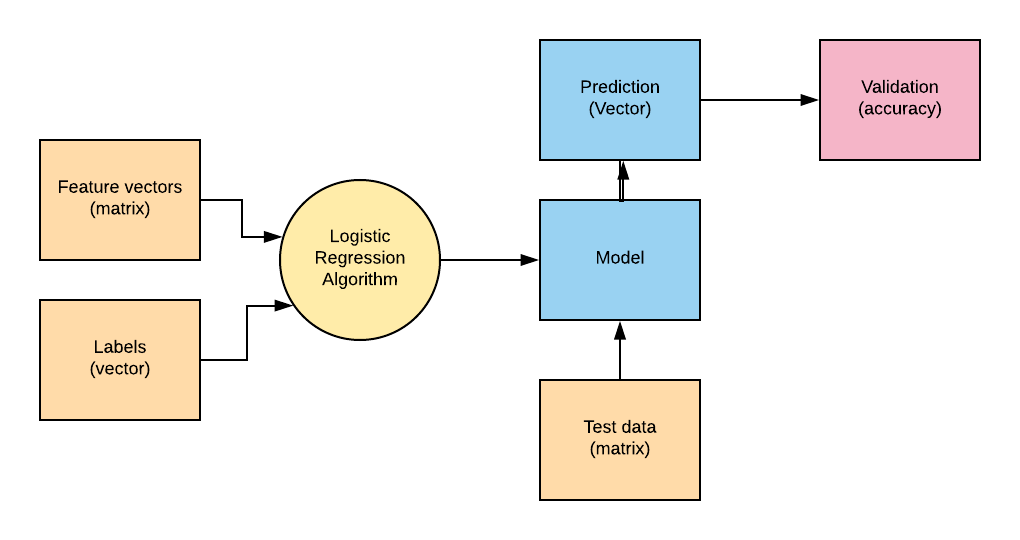 Feature vectors
(matrix)
Labels
(vector)
Logistic
Regression
Algorithm
Prediction
(Vector)
Model
Test data
(matrix)
Validation
(accuracy)